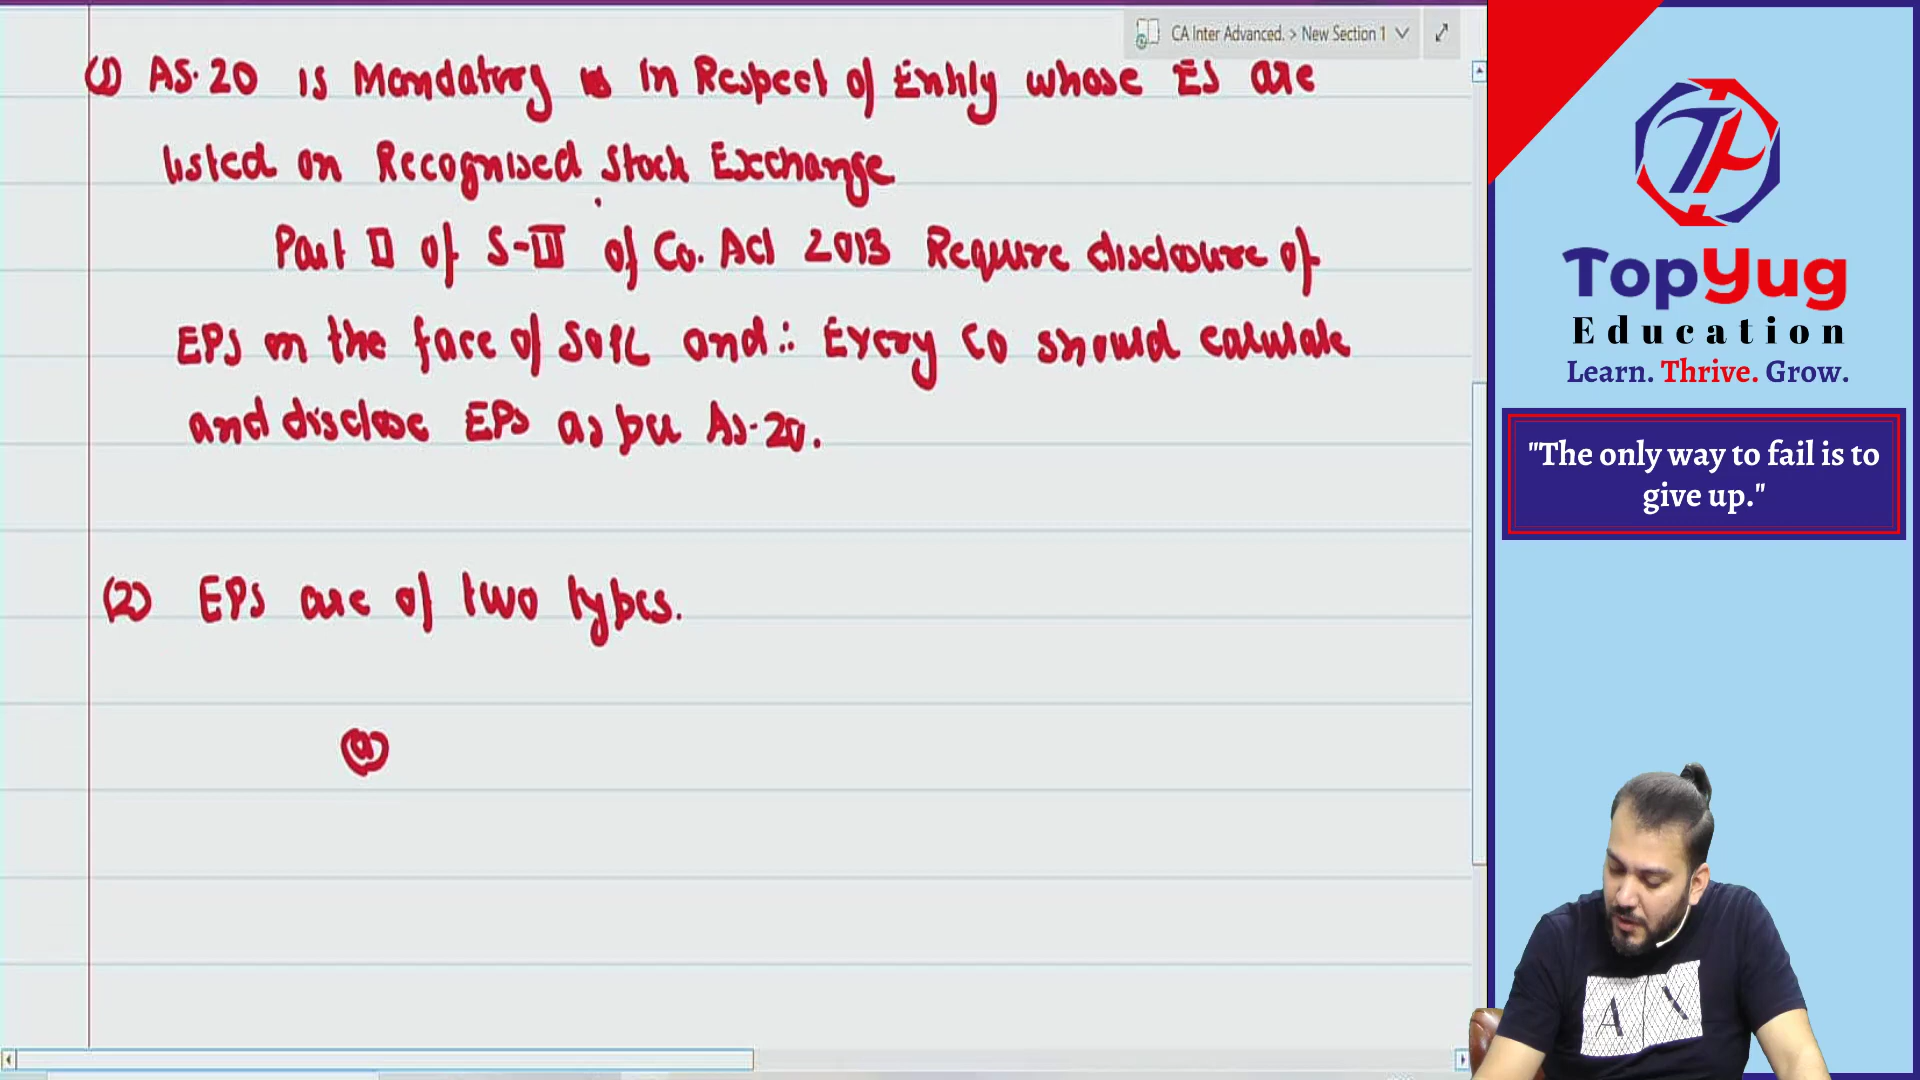 CA Inter Advanced. > New Section 1
(1) AS.20 is Mandatory in Respect of Entity whose ES are
listed on Recognised Stock Exchange
Part II of S-III of Co. Act 2013 Require disclosure of
EPS on the face of SOPL and ∴ Every Co should calculate
and disclose EPS as per AS.20.
(2) EPS are of two types.
(a)
TopYug
Education
Learn. Thrive. Grow.
"The only way to fail is to
give up."
A X